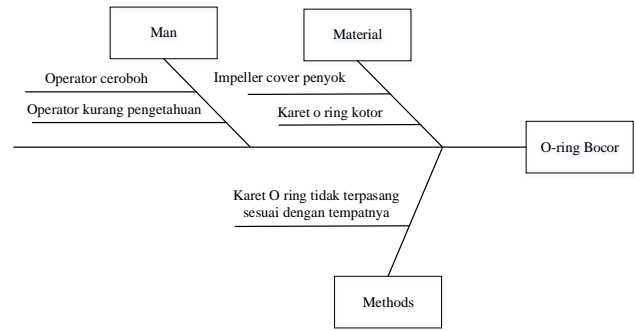 Man
Material
Operator ceroboh
Impeller cover penyok
Operator kurang pengetahuan
Karet o ring kotor
O-ring Bocor
Karet O ring tidak terpasang
sesuai dengan tempatnya
Methods